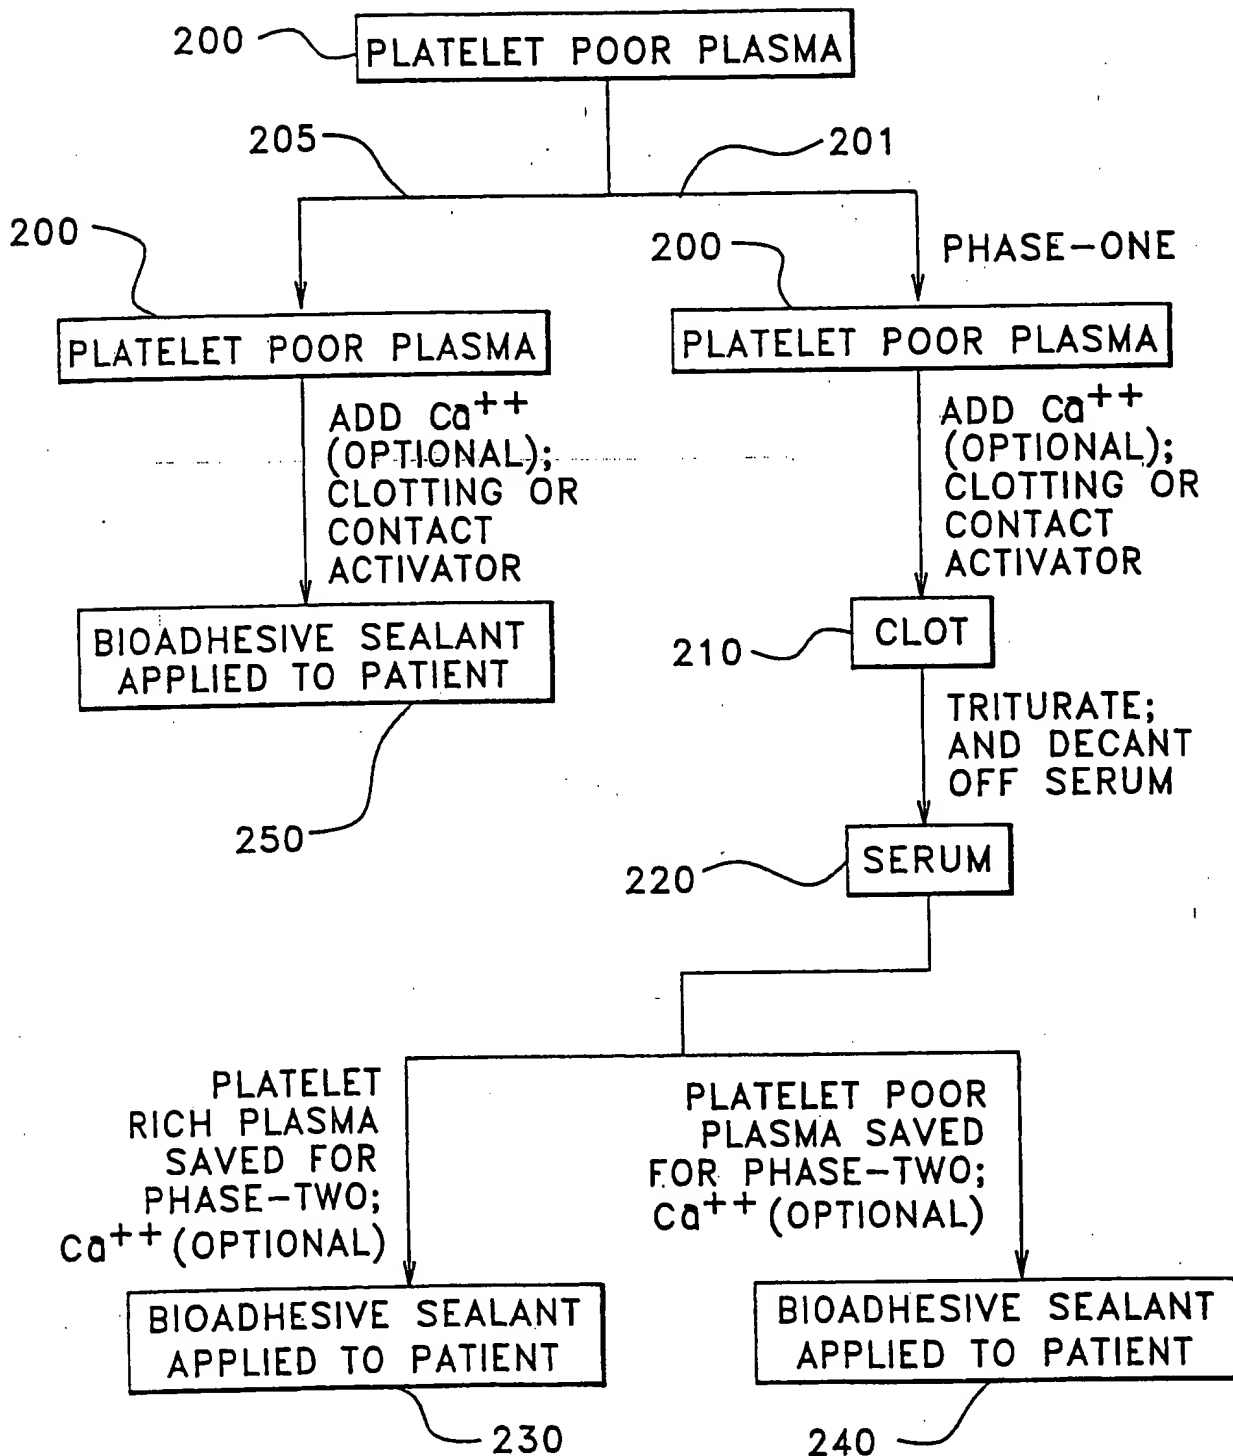 200
PLATELET POOR PLASMA
205
201
200
200
PHASE-ONE
PLATELET POOR PLASMA
PLATELET POOR PLASMA
ADD Ca++
(OPTIONAL);
CLOTTING OR
CONTACT
ACTIVATOR
ADD Ca++
(OPTIONAL);
CLOTTING OR
CONTACT
ACTIVATOR
BIOADHESIVE SEALANT
APPLIED TO PATIENT
250
210
CLOT
TRITURATE;
AND DECANT
OFF SERUM
220
SERUM
PLATELET
RICH PLASMA
SAVED FOR
PHASE-TWO;
Ca++ (OPTIONAL)
PLATELET POOR
PLASMA SAVED
FOR PHASE-TWO;
Ca++ (OPTIONAL)
BIOADHESIVE SEALANT
APPLIED TO PATIENT
230
BIOADHESIVE SEALANT
APPLIED TO PATIENT
240